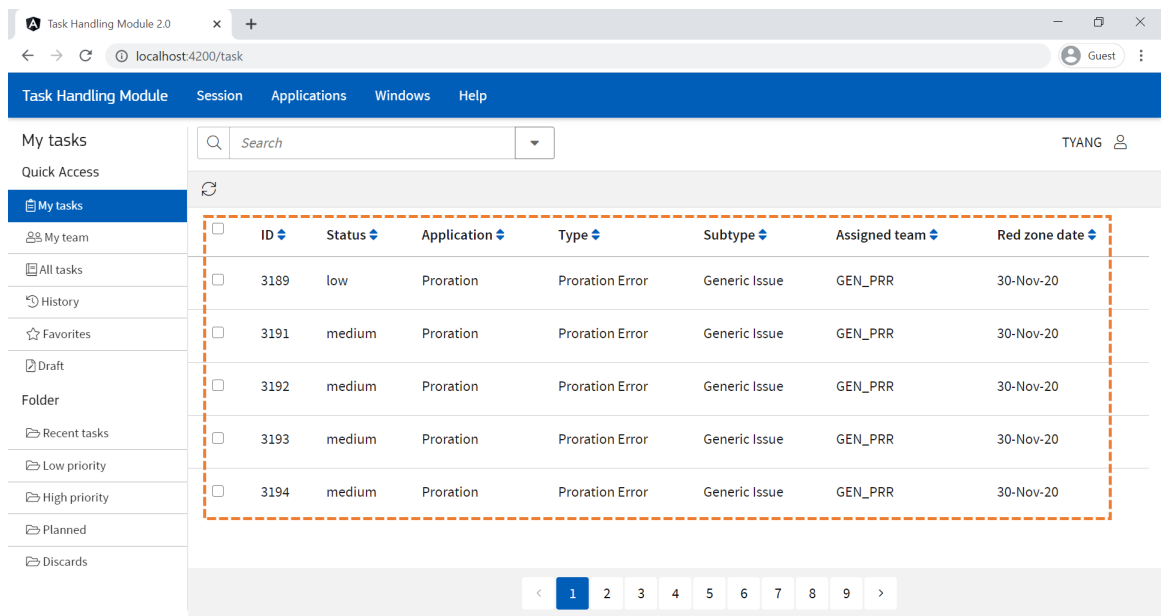 Task Handling Module 2.0
localhost:4200/task
Guest
Task Handling Module Session Applications Windows Help
My tasks
Search
TYANG
Quick Access
My tasks
My team
All tasks
History
Favorites
Draft
Folder
Recent tasks
Low priority
High priority
Planned
Discards
ID Status Application Type Subtype Assigned team Red zone date
3189 low Proration Proration Error Generic Issue GEN_PRR 30-Nov-20
3191 medium Proration Proration Error Generic Issue GEN_PRR 30-Nov-20
3192 medium Proration Proration Error Generic Issue GEN_PRR 30-Nov-20
3193 medium Proration Proration Error Generic Issue GEN_PRR 30-Nov-20
3194 medium Proration Proration Error Generic Issue GEN_PRR 30-Nov-20
< 1 2 3 4 5 6 7 8 9 >